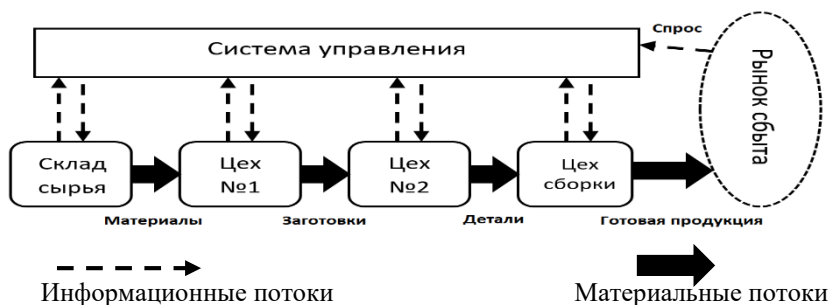 Спрос
Система управления
Рынок сбыта
Склад
сырья
Цех
№1
Цех
№2
Цех
сборки
Материалы
Заготовки
Детали
Готовая продукция
Информационные потоки
Материальные потоки